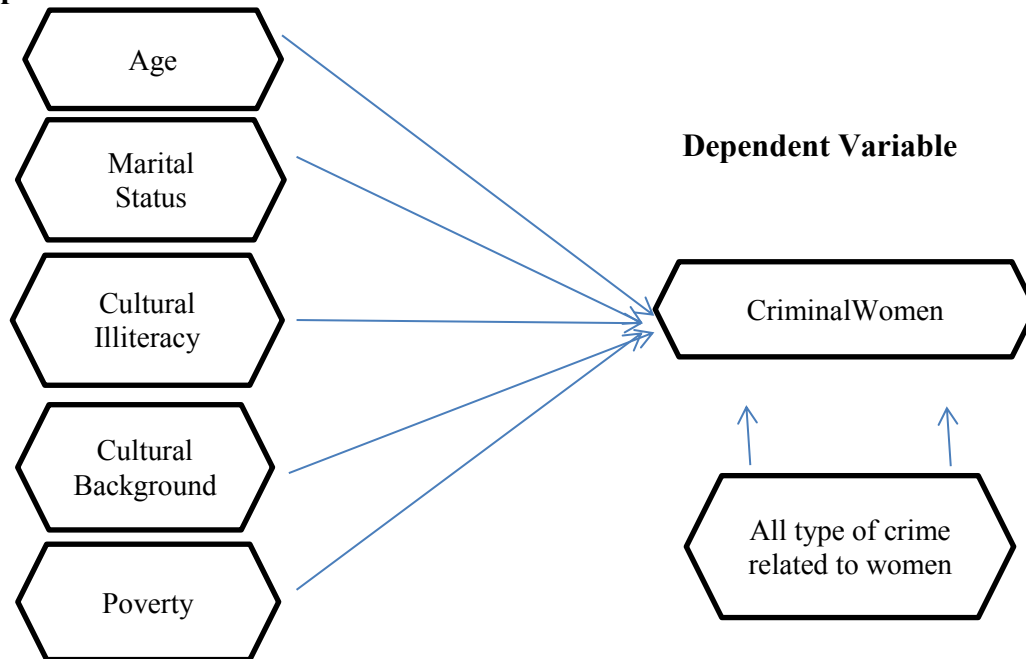 Age
Marital
Status
Cultural
Illiteracy
Cultural
Background
Poverty
Dependent Variable
CriminalWomen
All type of crime
related to women